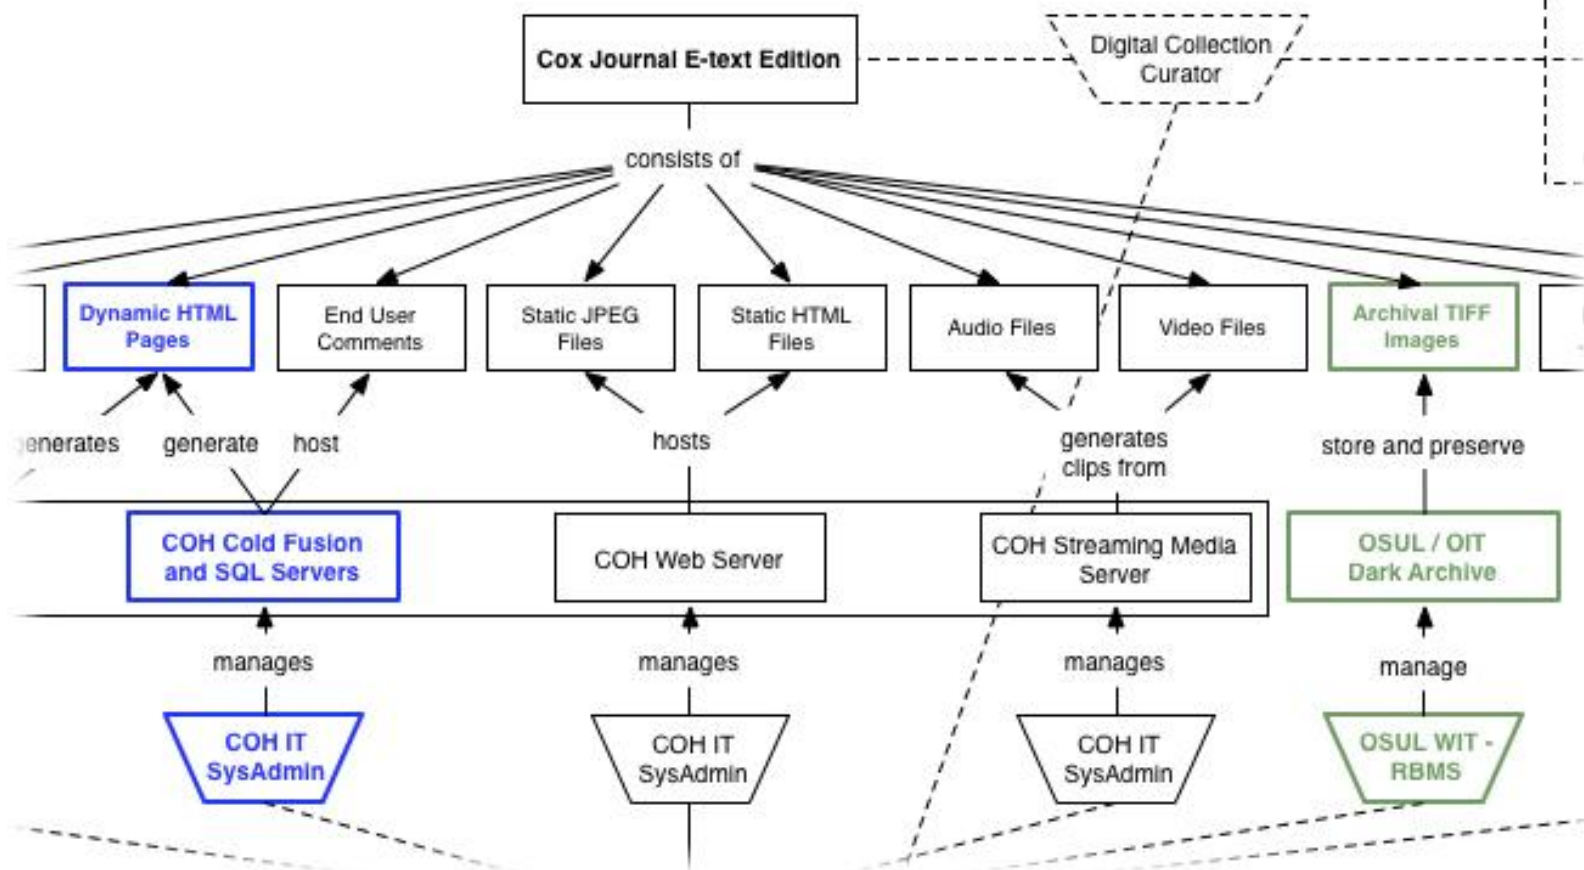 Cox Journal E-text Edition
Digital Collection
Curator
consists of
Dynamic HTML
Pages
End User
Comments
Static JPEG
Files
Static HTML
Files
Audio Files
Video Files
Archival TIFF
Images
generates
generate
host
hosts
generates
clips from
store and preserve
COH Cold Fusion
and SQL Servers
COH Web Server
COH Streaming Media
Server
OSUL / OIT
Dark Archive
manages
manages
manages
manage
COH IT
SysAdmin
COH IT
SysAdmin
COH IT
SysAdmin
OSUL WIT -
RBMS